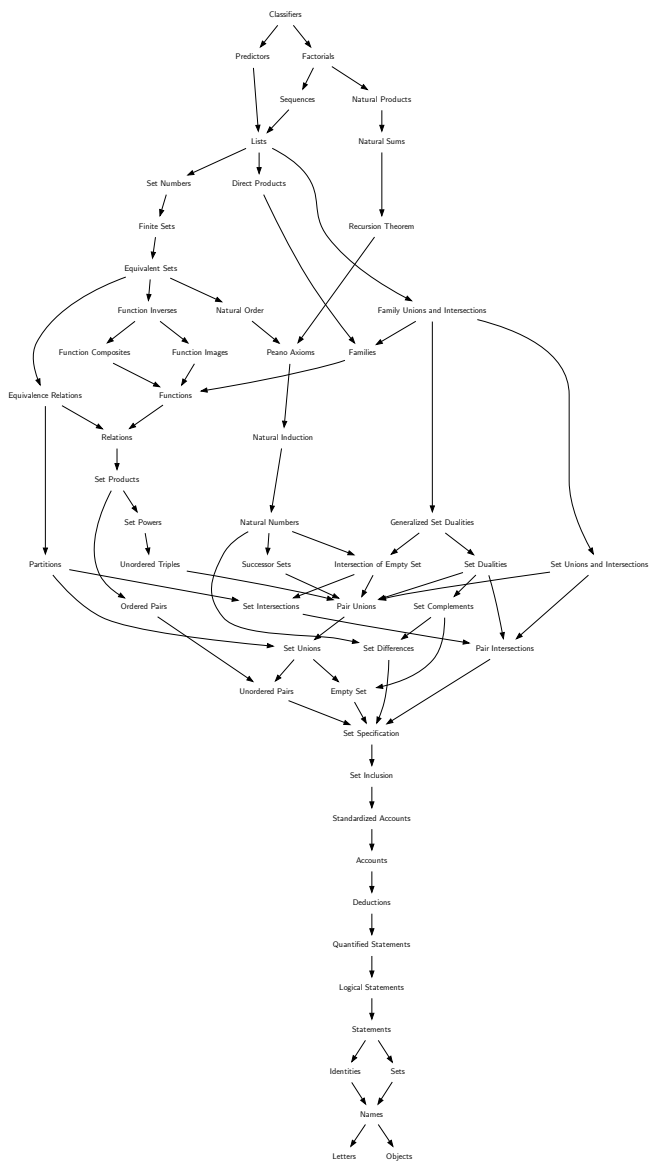 Classifiers
Predictors Factorials
Sequences Natural Products
Lists Natural Sums
Set Numbers Direct Products
Finite Sets Recursion Theorem
Equivalent Sets
Function Inverses Natural Order Family Unions and Intersections
Function Composites Function Images Peano Axioms Families
Equivalence Relations Functions
Relations Natural Induction
Set Products
Set Powers Natural Numbers Generalized Set Dualities
Partitions Unordered Triples Successor Sets Intersection of Empty Set Set Dualities Set Unions and Intersections
Ordered Pairs Set Intersections Pair Unions Set Complements
Set Unions Set Differences Pair Intersections
Unordered Pairs Empty Set
Set Specification
Set Inclusion
Standardized Accounts
Accounts
Deductions
Quantified Statements
Logical Statements
Statements
Identities Sets
Names
Letters Objects